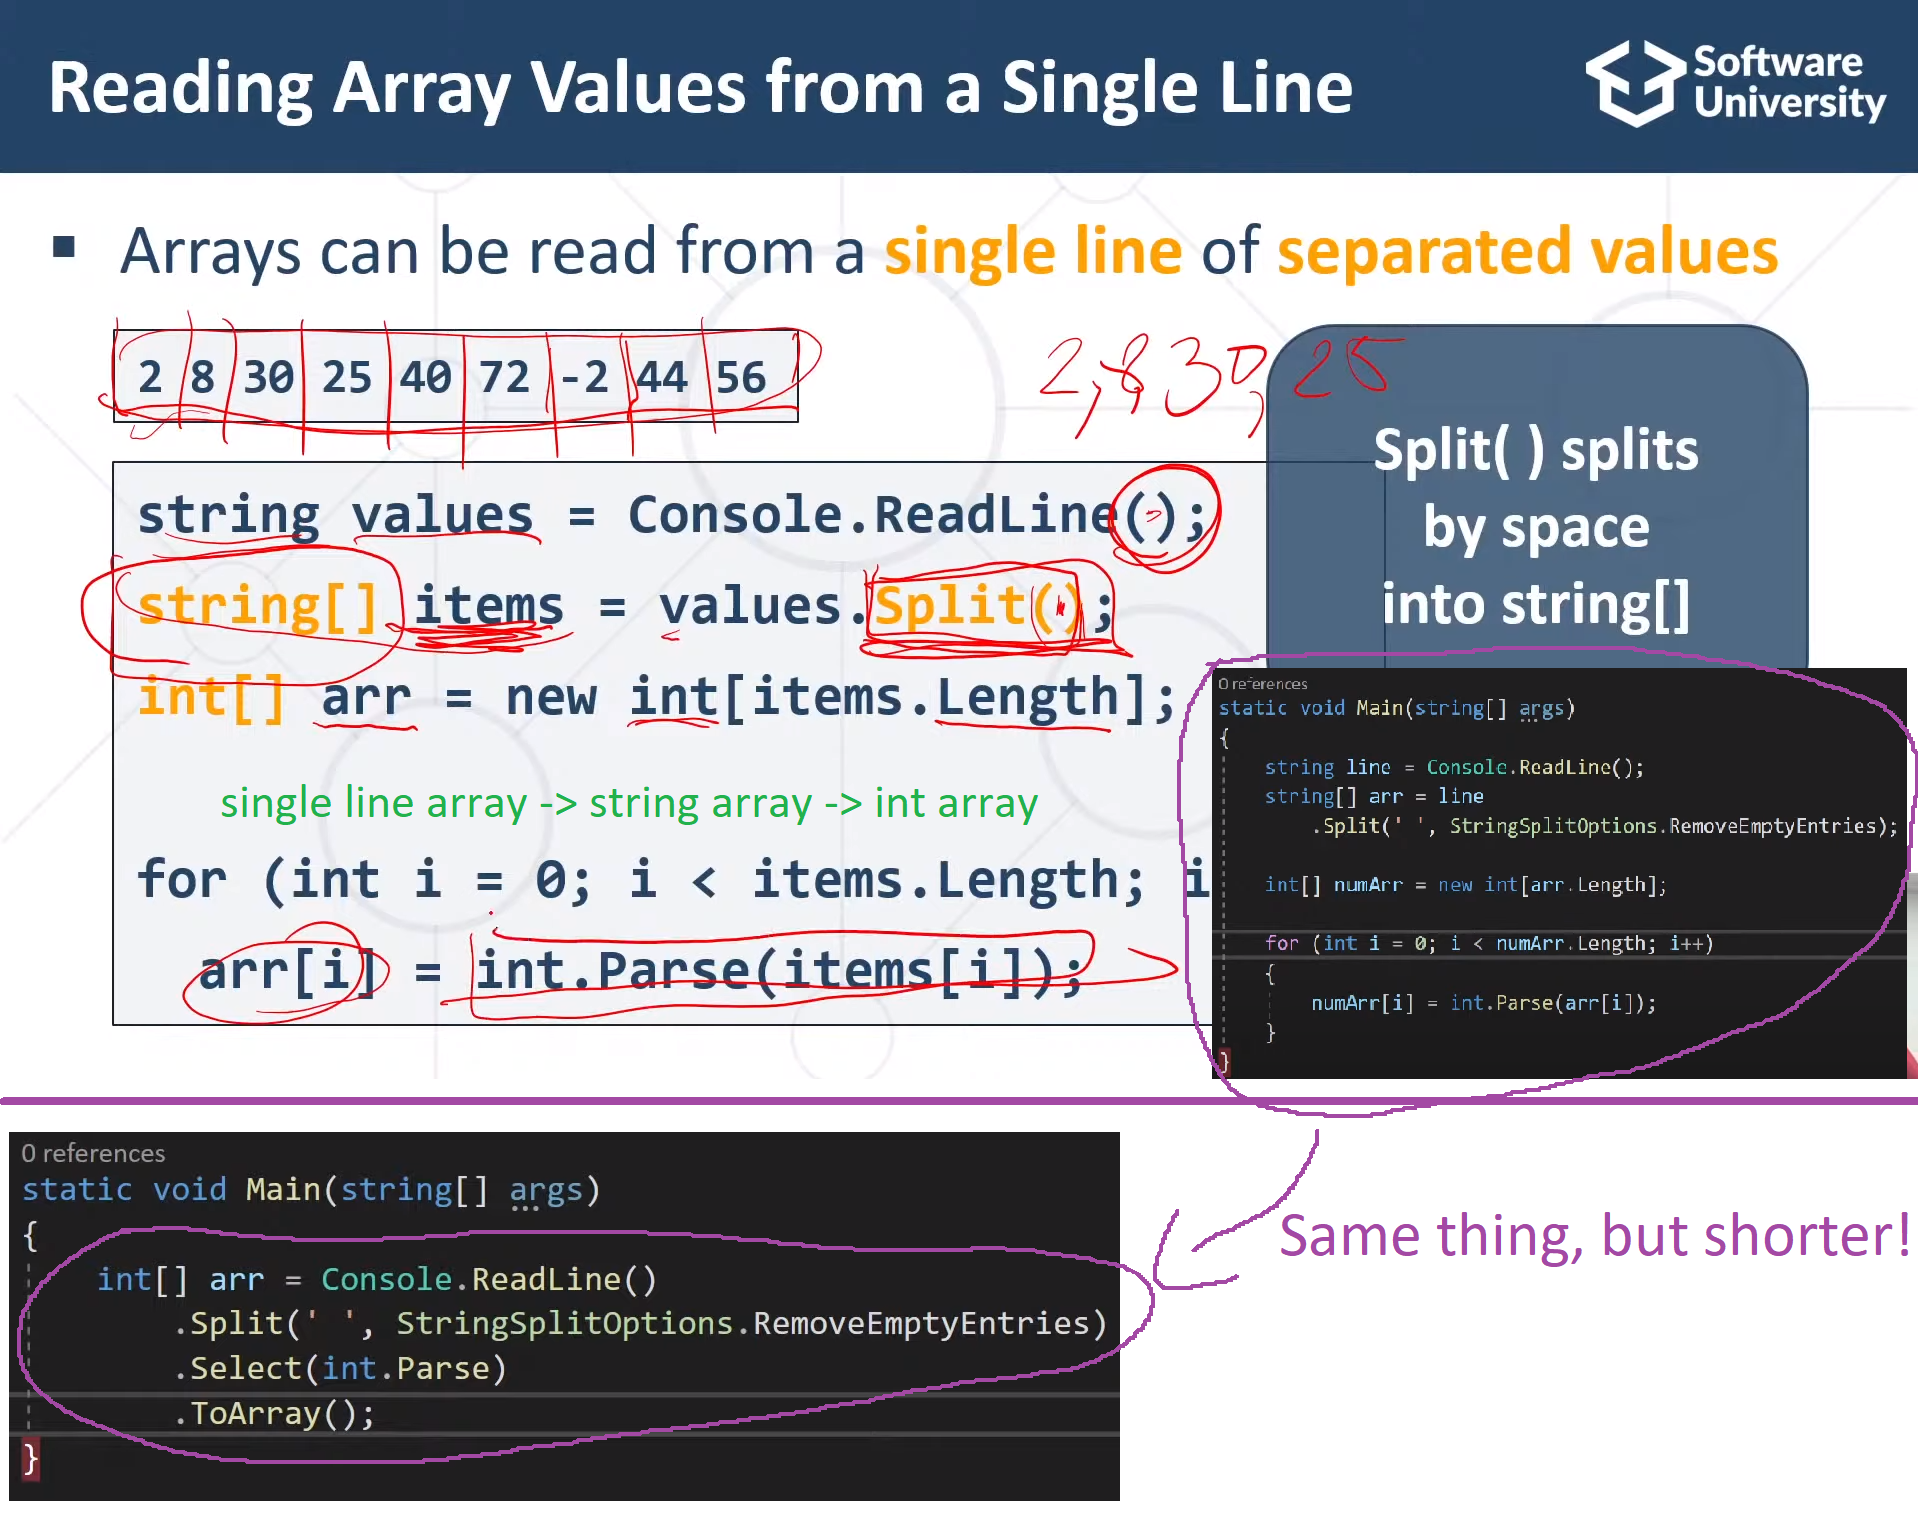 Reading Array Values from a Single Line
Software
University
▪ Arrays can be read from a single line of separated values
2 8 30 25 40 72 -2 44 56
2, 8, 30, 25
Split( ) splits
by space
into string[]
string values = Console.ReadLine();
string[] items = values.Split();
int[] arr = new int[items.Length];
single line array -> string array -> int array
for (int i = 0; i < items.Length; i
arr[i] = int.Parse(items[i]);
0 references
static void Main(string[] args)
{
string line = Console.ReadLine();
string[] arr = line
.Split(' ', StringSplitOptions.RemoveEmptyEntries);
int[] numArr = new int[arr.Length];
for (int i = 0; i < numArr.Length; i++)
{
numArr[i] = int.Parse(arr[i]);
}
}
0 references
static void Main(string[] args)
{
int[] arr = Console.ReadLine()
.Split(' ', StringSplitOptions.RemoveEmptyEntries)
.Select(int.Parse)
.ToArray();
}
Same thing, but shorter!